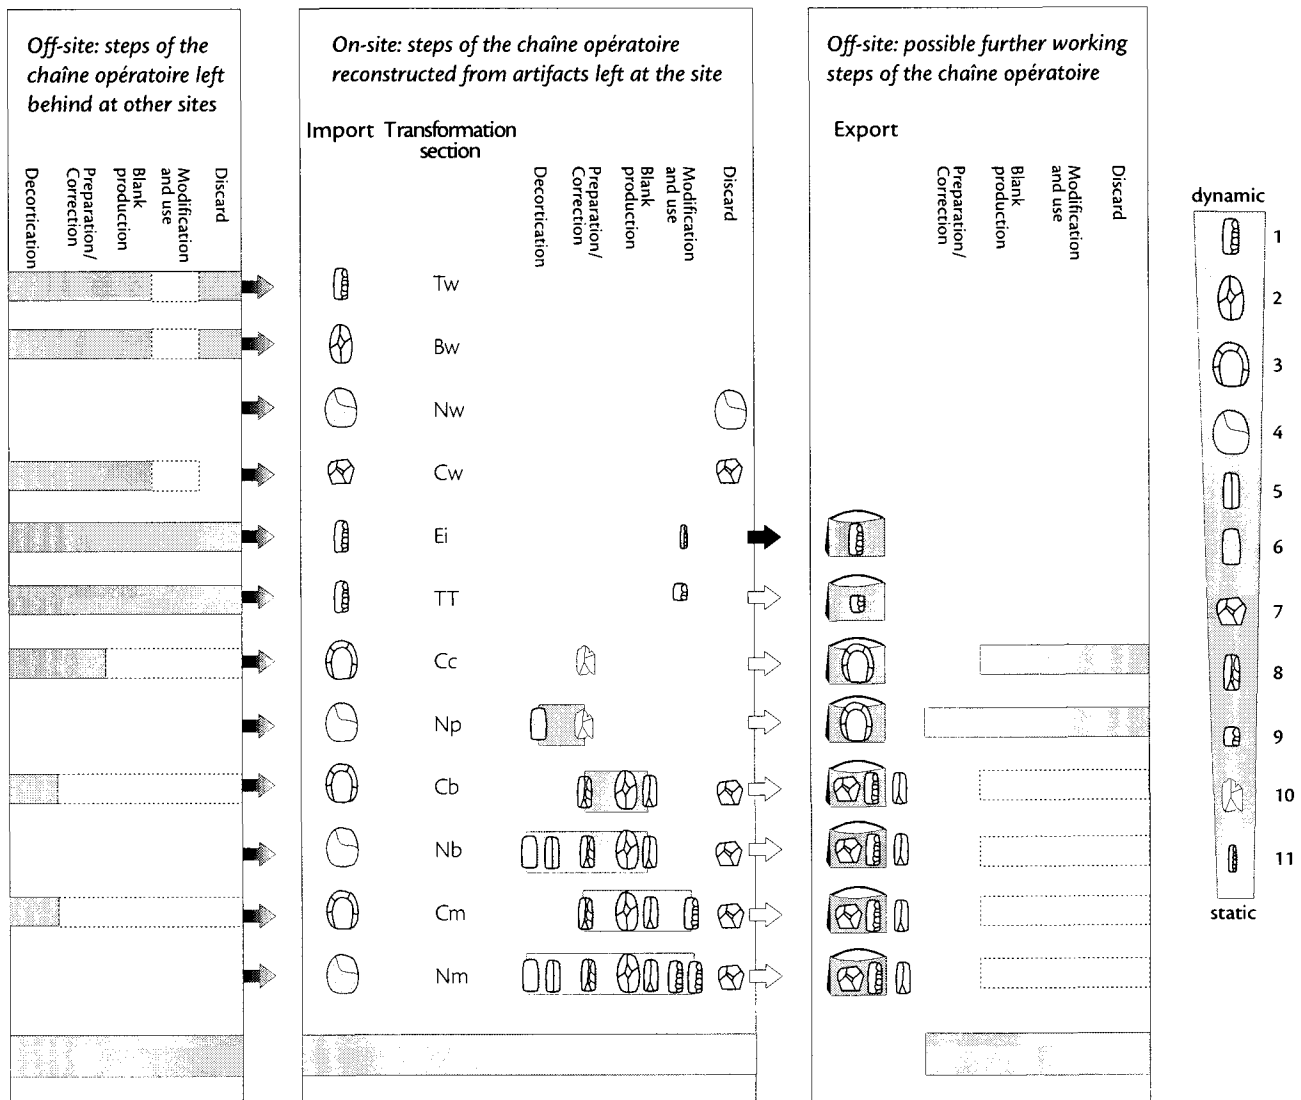 Off-site: steps of the
chaîne opératoire left
behind at other sites
Decortication
Preparation/
Correction
Blank
production
Modification
and use
Discard
On-site: steps of the chaîne opératoire
reconstructed from artifacts left at the site
Import
Transformation
section
Decortication
Preparation/
Correction
Blank
production
Modification
and use
Discard
Off-site: possible further working
steps of the chaîne opératoire
Export
Preparation/
Correction
Blank
production
Modification
and use
Discard
Tw
Bw
Nw
Cw
Ei
TT
Cc
Np
Cb
Nb
Cm
Nm
dynamic
1
2
3
4
5
6
7
8
9
10
11
static